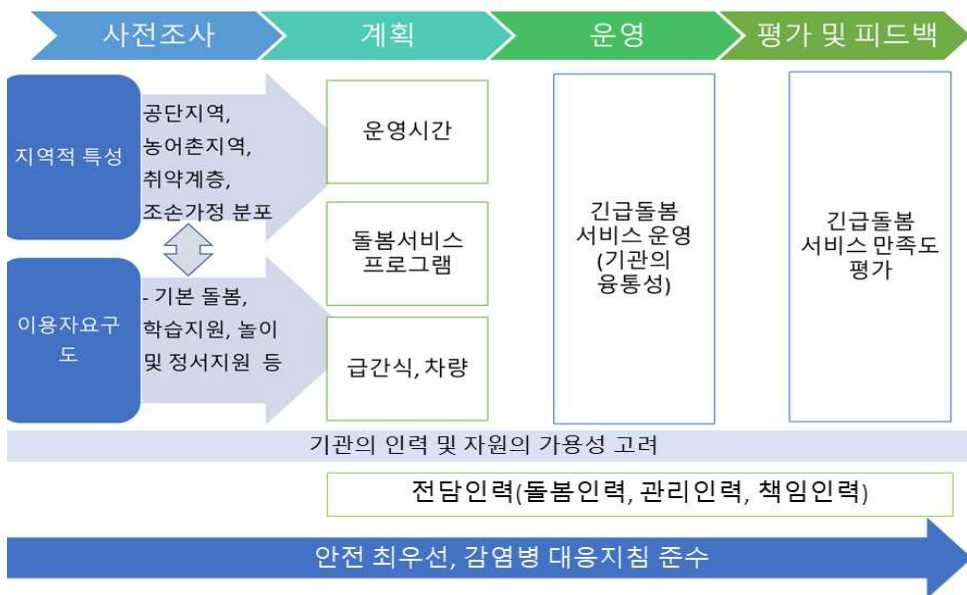 사전조사
계획
운영
평가 및 피드백
지역적 특성
공단지역,
농어촌지역,
취약계층,
조손가정 분포
이용자요구
도
- 기본 돌봄,
학습지원, 놀이
및 정서지원 등
운영시간
돌봄서비스
프로그램
급간식, 차량
긴급돌봄
서비스 운영
(기관의
융통성)
긴급돌봄
서비스 만족도
평가
기관의 인력 및 자원의 가용성 고려
전담인력(돌봄인력, 관리인력, 책임인력)
안전 최우선, 감염병 대응지침 준수